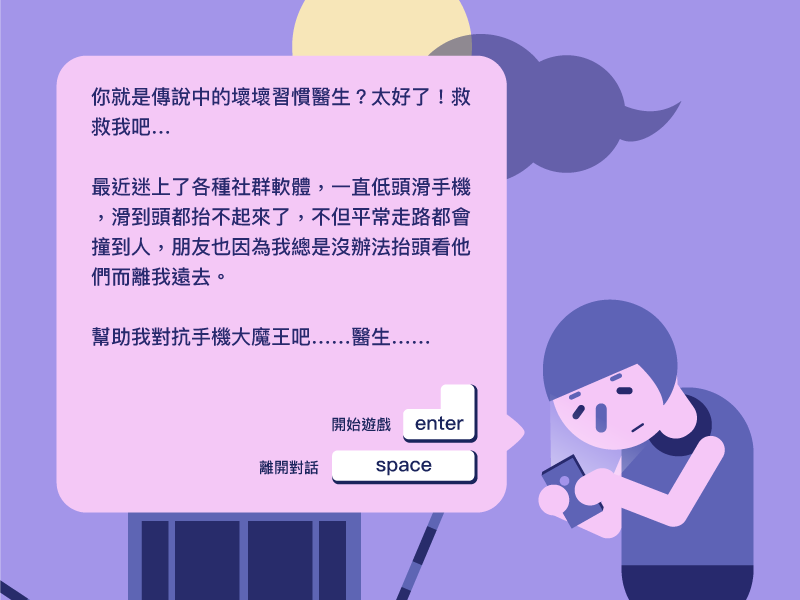 你就是傳說中的壞壞習慣醫生？太好了！救
救我吧...
最近迷上了各種社群軟體，一直低頭滑手機
，滑到頭都抬不起來了，不但平常走路都會
撞到人，朋友也因為我總是沒辦法抬頭看他
們而離我遠去。
幫助我對抗手機大魔王吧......醫生......
開始遊戲 enter
離開對話 space